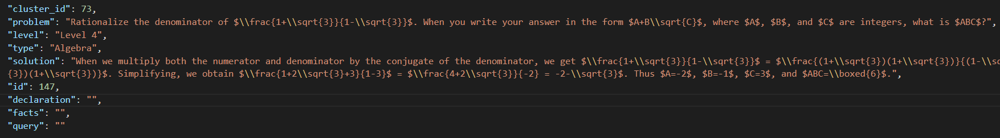 "cluster_id": 73,
"problem": "Rationalize the denominator of $\\frac{1+\\sqrt{3}}{1-\\sqrt{3}}$. When you write your answer in the form $A+B\\sqrt{C}$, where $A$, $B$, and $C$ are integers, what is $ABC$?",
"level": "Level 4",
"type": "Algebra",
"solution": "When we multiply both the numerator and denominator by the conjugate of the denominator, we get $\\frac{1+\\sqrt{3}}{1-\\sqrt{3}}$ = $\\frac{(1+\\sqrt{3})(1+\\sqrt{3})}{(1-\\sq
{3})(1+\\sqrt{3})}$. Simplifying, we obtain $\\frac{1+2\\sqrt{3}+3}{1-3}$ = $\\frac{4+2\\sqrt{3}}{-2} = -2-\\sqrt{3}$. Thus $A=-2$, $B=-1$, $C=3$, and $ABC=\\boxed{6}$.",
"id": 147,
"declaration": "",
"facts": "",
"query": ""